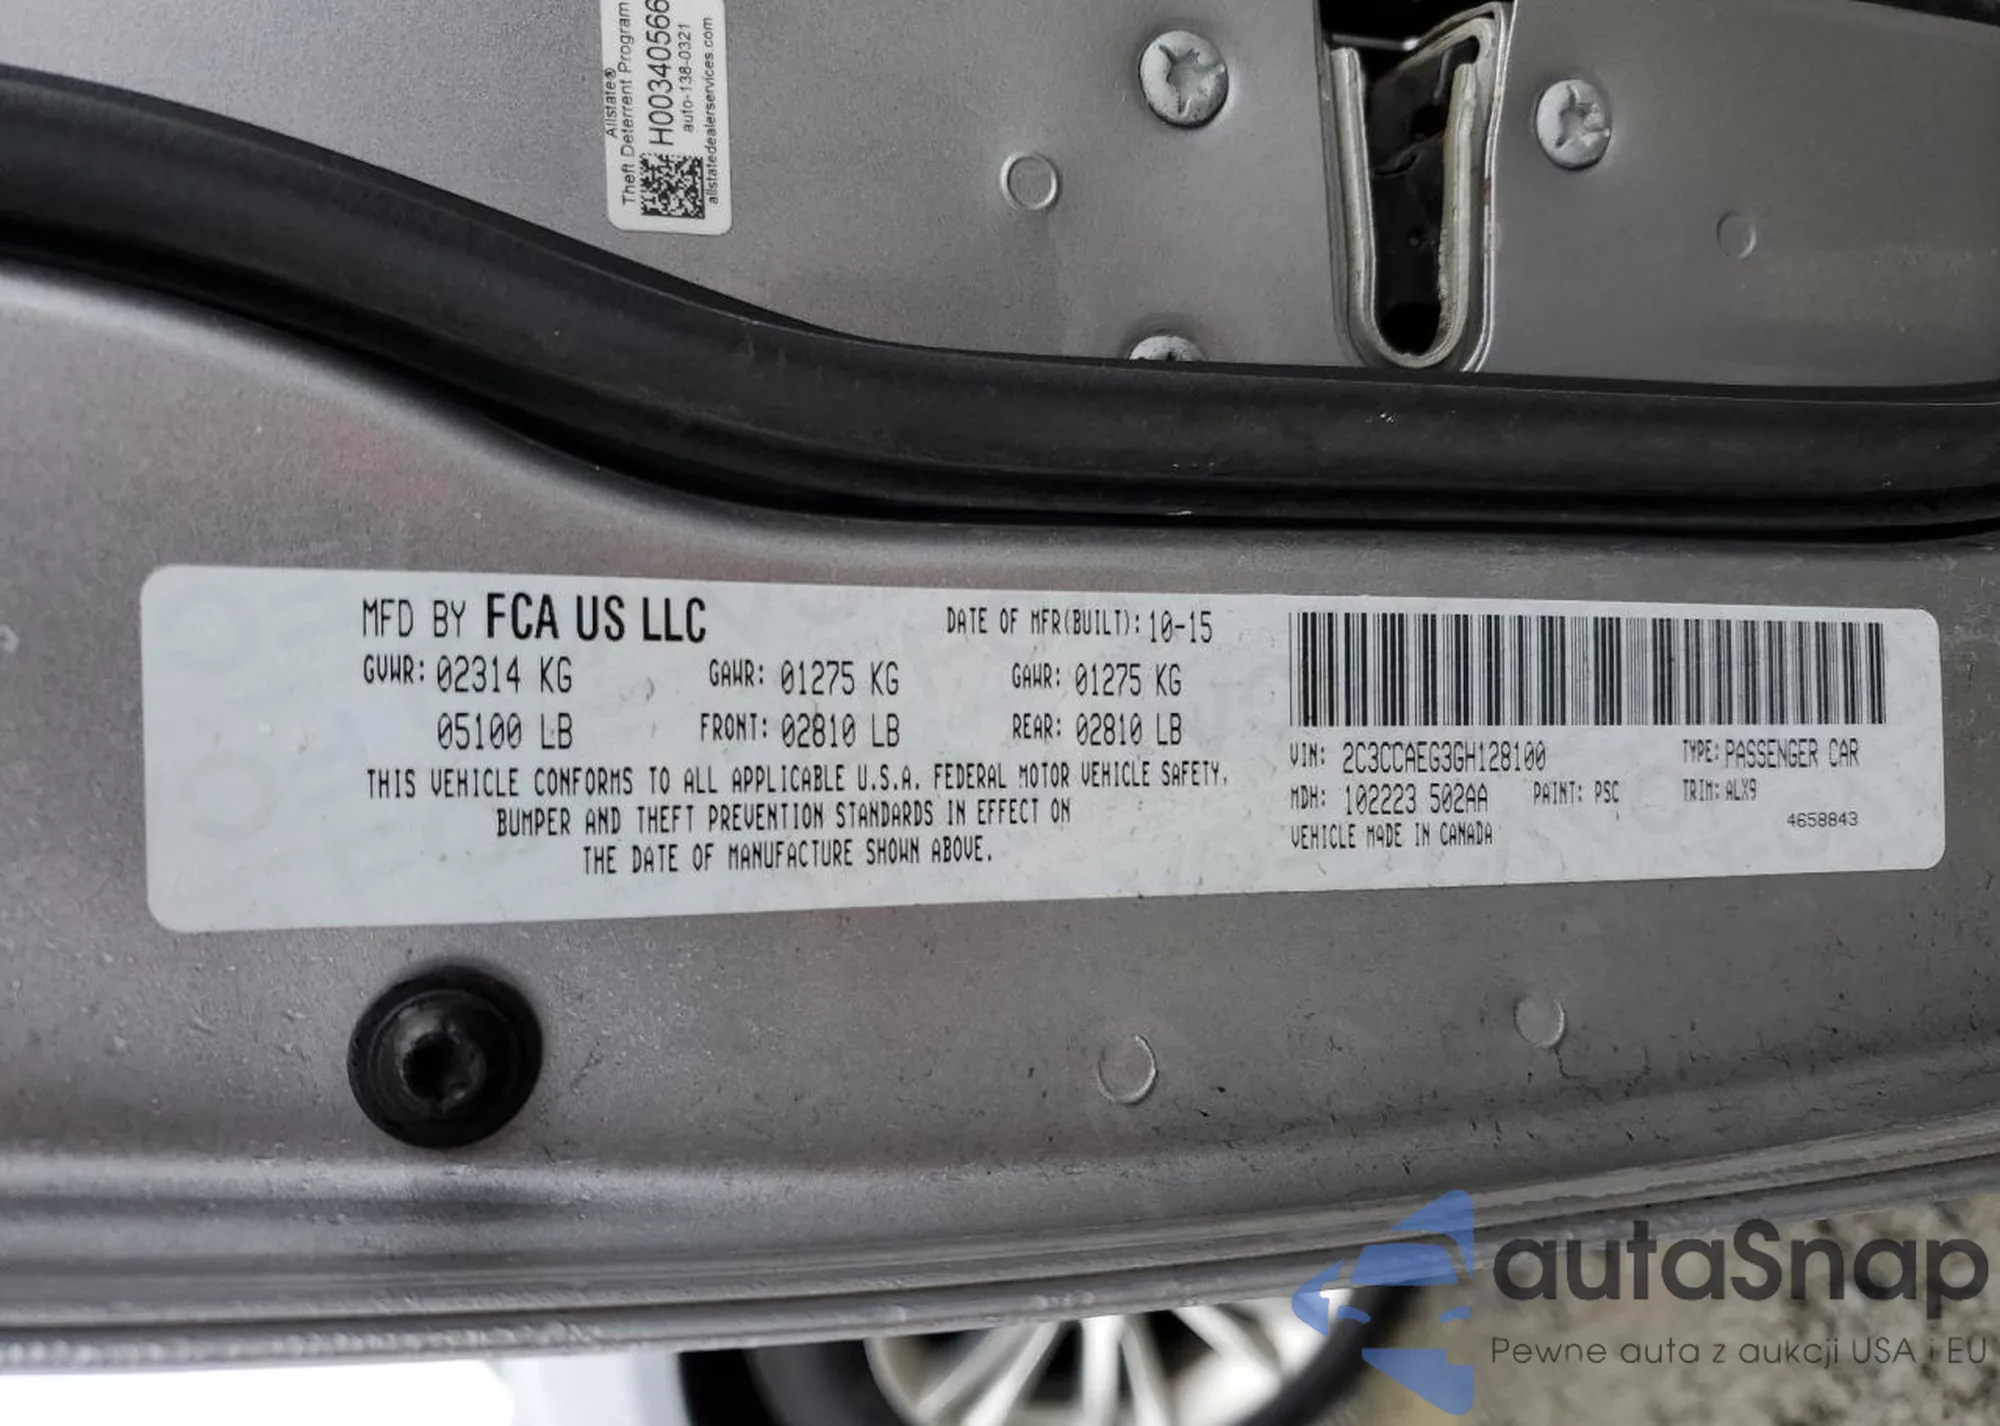 Allstate®
Theft Deterrent Program
H00340566
auto-138-0321
allstatedealerservices.com
MFD BY FCA US LLC
DATE OF MFR(BUILT): 10-15
GVWR: 02314 KG
GAWR: 01275 KG
GAWR: 01275 KG
05100 LB
FRONT: 02810 LB
REAR: 02810 LB
THIS VEHICLE CONFORMS TO ALL APPLICABLE U.S.A. FEDERAL MOTOR VEHICLE SAFETY,
BUMPER AND THEFT PREVENTION STANDARDS IN EFFECT ON
THE DATE OF MANUFACTURE SHOWN ABOVE.
VIN: 2C3CCAEG3GH128100
TYPE: PASSENGER CAR
MDH: 102223 502AA
PAINT: PSC
TRIM: ALX9
VEHICLE MADE IN CANADA
4658843
autaSnap
Pewne auta z aukcji USA i EU